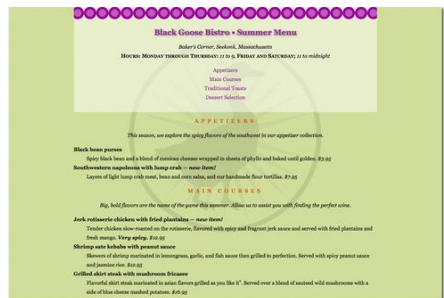 Black Goose Bistro • Summer Menu
Baker's Corner, Seekonk, Massachusetts
Hours: Monday through Thursday: 11 to 9, Friday and Saturday; 11 to midnight
Appetizers
Main Courses
Traditional Toasts
Dessert Selection
APPETIZERS
This season, we explore the spicy flavors of the southwest in our appetizer collection.
Black bean purses
Spicy black bean and a blend of mexican cheeses wrapped in sheets of phyllo and baked until golden. $3.95
Southwestern napoleons with lump crab — new item!
Layers of light lump crab meat, bean and corn salsa, and our handmade flour tortillas. $7.95
MAIN COURSES
Big, bold flavors are the name of the game this summer. Allow us to assist you with finding the perfect wine.
Jerk rotisserie chicken with fried plantains — new item!
Tender chicken slow-roasted on the rotisserie, flavored with spicy and fragrant jerk sauce and served with fried plantains and
fresh mango. Very spicy. $12.95
Shrimp sate kebabs with peanut sauce
Skewers of shrimp marinated in lemongrass, garlic, and fish sauce then grilled to perfection. Served with spicy peanut sauce
and jasmine rice. $12.95
Grilled skirt steak with mushroom fricasee
Flavorful skirt steak marinated in asian flavors grilled as you like it*. Served over a blend of sauteed wild mushrooms with a
side of blue cheese mashed potatoes. $16.95